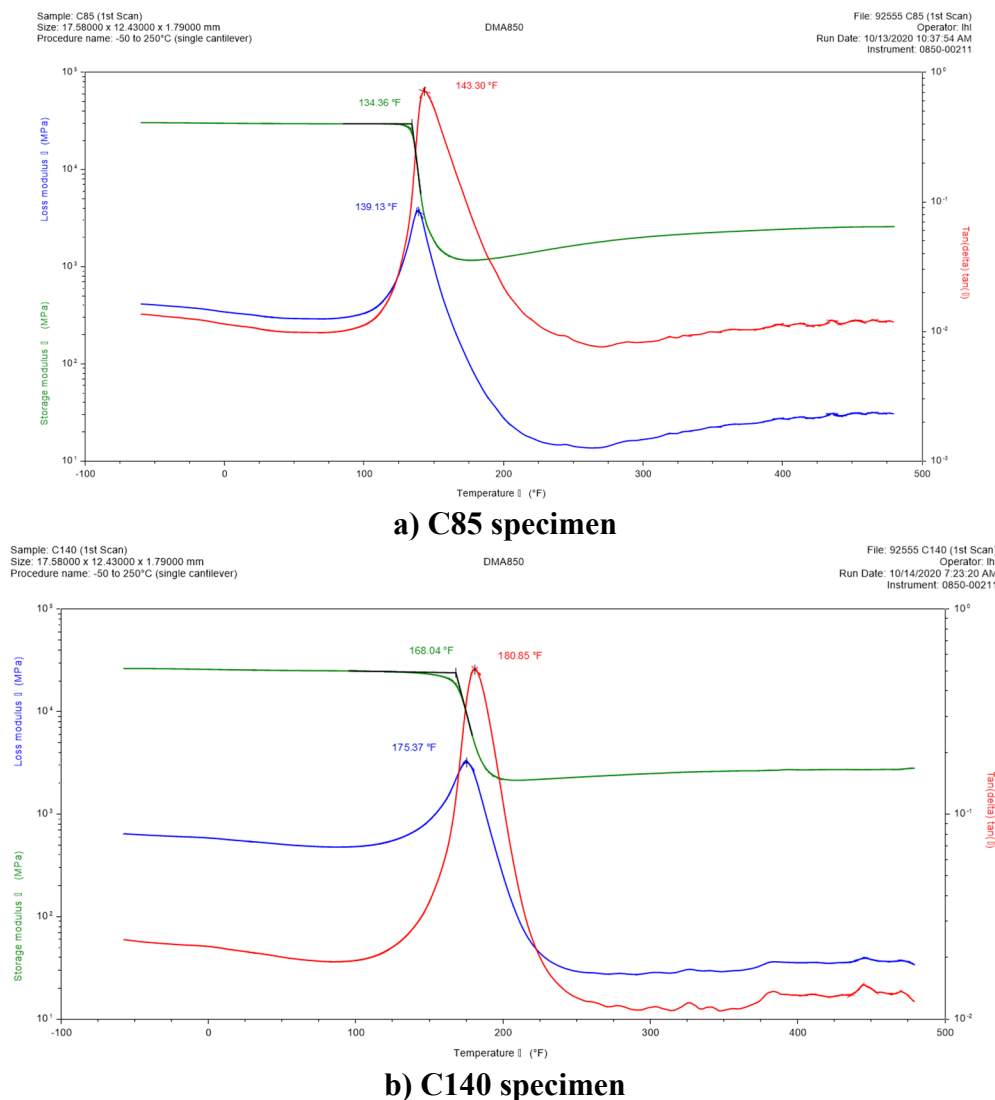 Sample: C85 (1st Scan)
Size: 17.58000 x 12.43000 x 1.79000 mm
Procedure name: -50 to 250°C (single cantilever)
DMA850
File: 92555 C85 (1st Scan)
Operator: lhl
Run Date: 10/13/2020 10:37:54 AM
Instrument: 0850-00211
10⁵
10⁴
10³
10²
10¹
Loss modulus ▯ (MPa)
Storage modulus ▯ (MPa)
134.36 °F
143.30 °F
139.13 °F
10⁰
10⁻¹
10⁻²
10⁻³
Tan(delta) tan(▯)
-100
0
100
200
300
400
500
Temperature ▯ (°F)
a) C85 specimen
Sample: C140 (1st Scan)
Size: 17.58000 x 12.43000 x 1.79000 mm
Procedure name: -50 to 250°C (single cantilever)
DMA850
File: 92555 C140 (1st Scan)
Operator: lhl
Run Date: 10/14/2020 7:23:20 AM
Instrument: 0850-00211
10⁵
10⁴
10³
10²
10¹
Loss modulus ▯ (MPa)
Storage modulus ▯ (MPa)
168.04 °F
180.85 °F
175.37 °F
10⁰
10⁻¹
10⁻²
Tan(delta) tan(▯)
-100
0
100
200
300
400
500
Temperature ▯ (°F)
b) C140 specimen